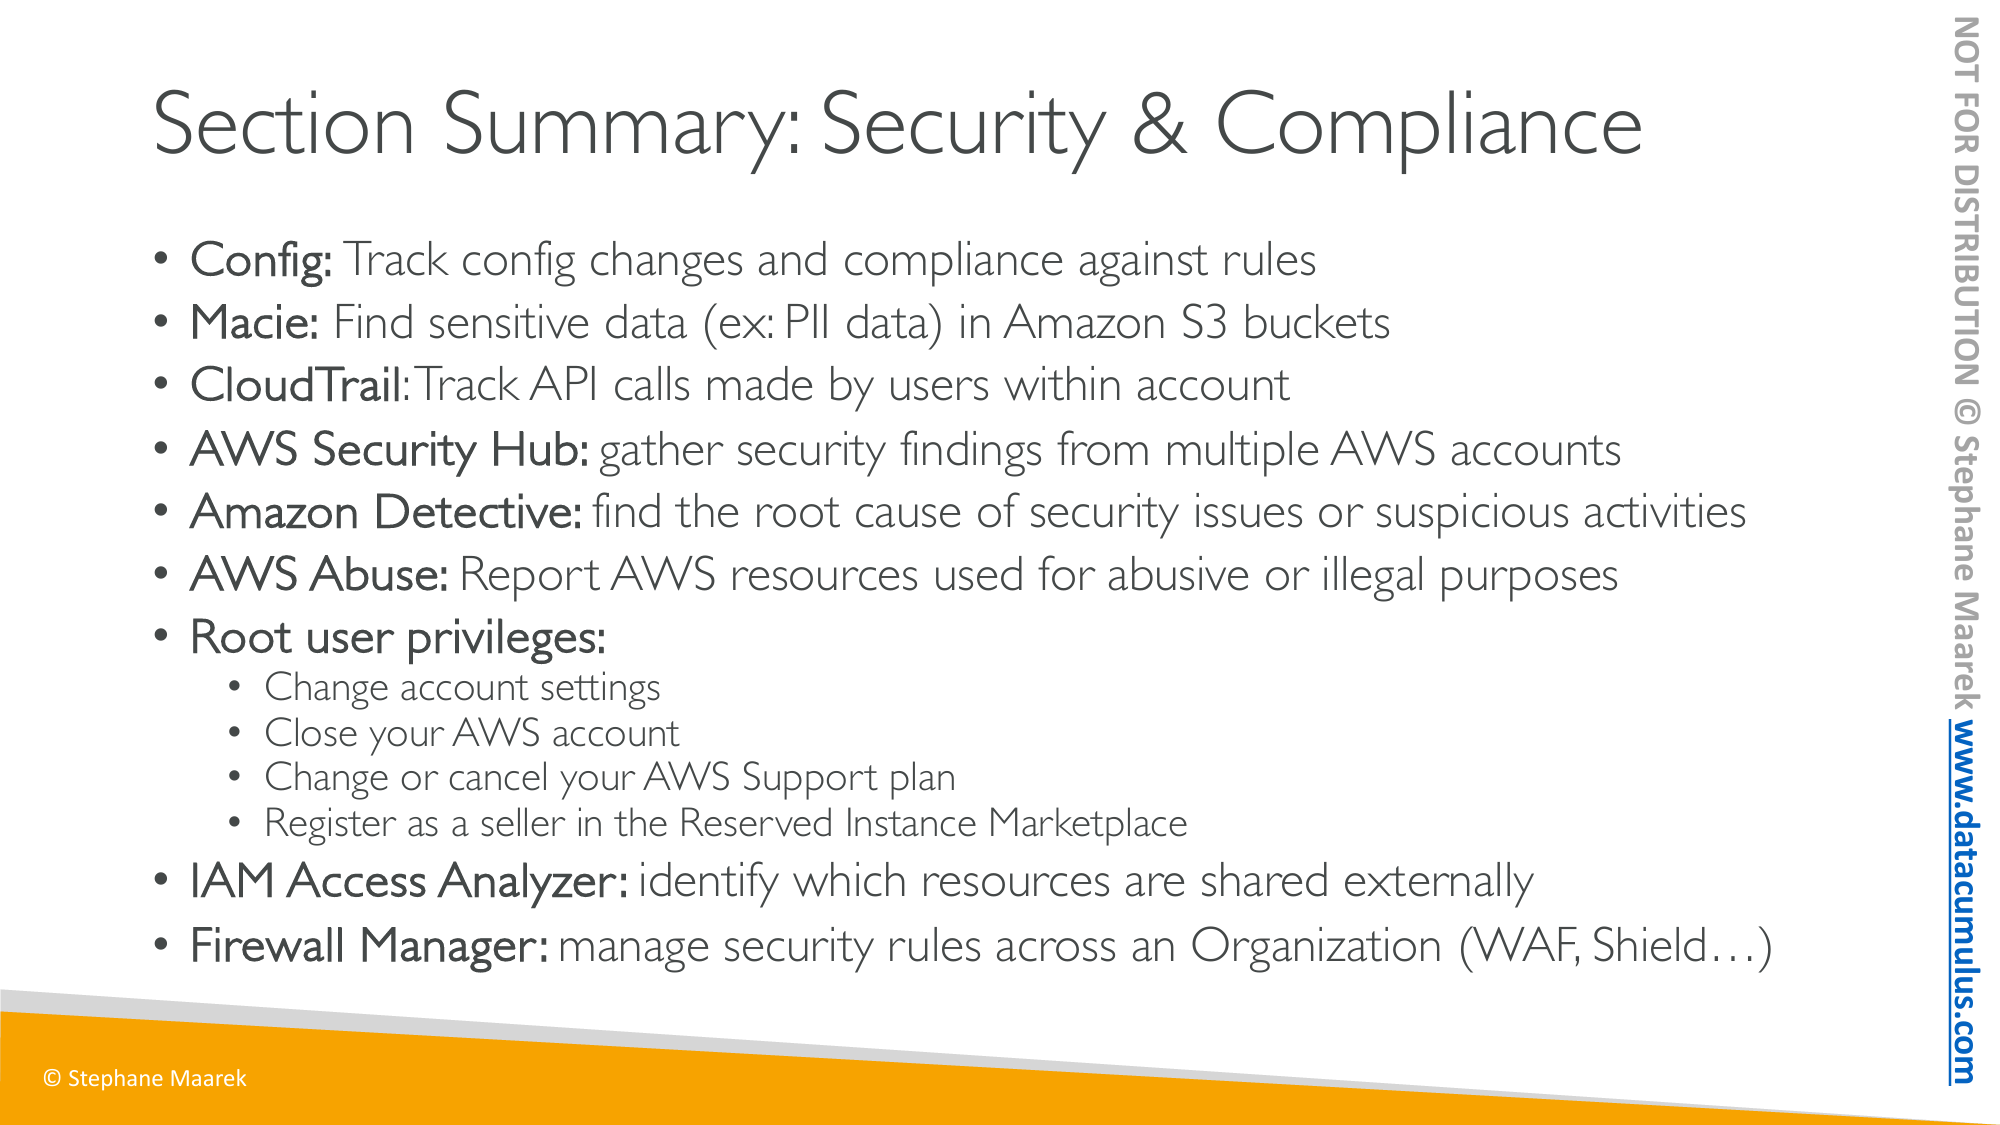 Section Summary: Security & Compliance
• Config: Track config changes and compliance against rules
• Macie: Find sensitive data (ex: PII data) in Amazon S3 buckets
• CloudTrail: Track API calls made by users within account
• AWS Security Hub: gather security findings from multiple AWS accounts
• Amazon Detective: find the root cause of security issues or suspicious activities
• AWS Abuse: Report AWS resources used for abusive or illegal purposes
• Root user privileges:
• Change account settings
• Close your AWS account
• Change or cancel your AWS Support plan
• Register as a seller in the Reserved Instance Marketplace
• IAM Access Analyzer: identify which resources are shared externally
• Firewall Manager: manage security rules across an Organization (WAF, Shield…)
© Stephane Maarek
NOT FOR DISTRIBUTION © Stephane Maarek www.datacumulus.com